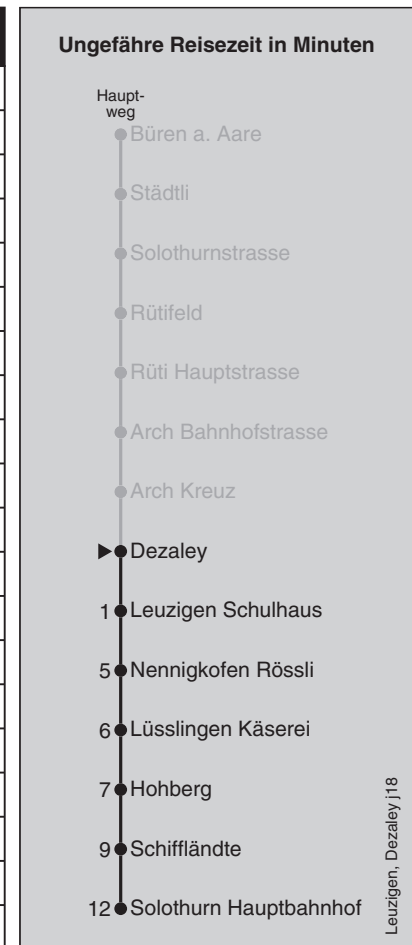 Ungefähre Reisezeit in Minuten
Haupt-
weg
Büren a. Aare
Städtli
Solothurnstrasse
Rütifeld
Rüti Hauptstrasse
Arch Bahnhofstrasse
Arch Kreuz
Dezaley
1 Leuzigen Schulhaus
5 Nennigkofen Rössli
6 Lüsslingen Käserei
7 Hohberg
9 Schiffländte
12 Solothurn Hauptbahnhof
Leuzigen, Dezaley j18